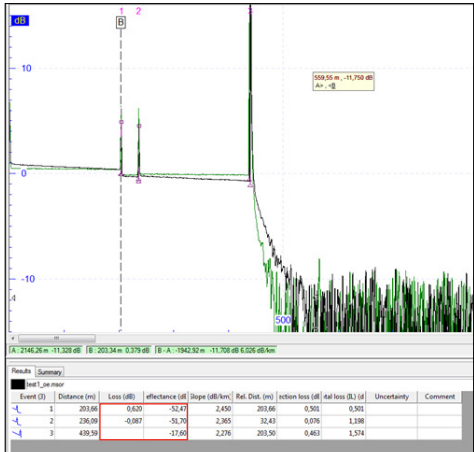 dB
1 2 3
B
10
559,55 m , -11,750 dB
A> , <B
0
-10
500
A : 2146,26 m -11,328 dB B : 203,34 m 0,379 dB B - A : -1942,92 m -11,708 dB 6,026 dB/km
Results Summary
test1_oe.msor
Event (3) Distance (m) Loss (dB) eflectance (dB Slope (dB/km) Rel. Dist. (m) ection loss (dB tal loss (IL) (d Uncertainty Comment
1 203,66 0,620 -52,47 2,450 203,66 0,501 0,501
2 236,09 -0,087 -51,70 2,365 32,43 0,076 1,198
3 439,59 -17,60 2,276 203,50 0,463 1,574